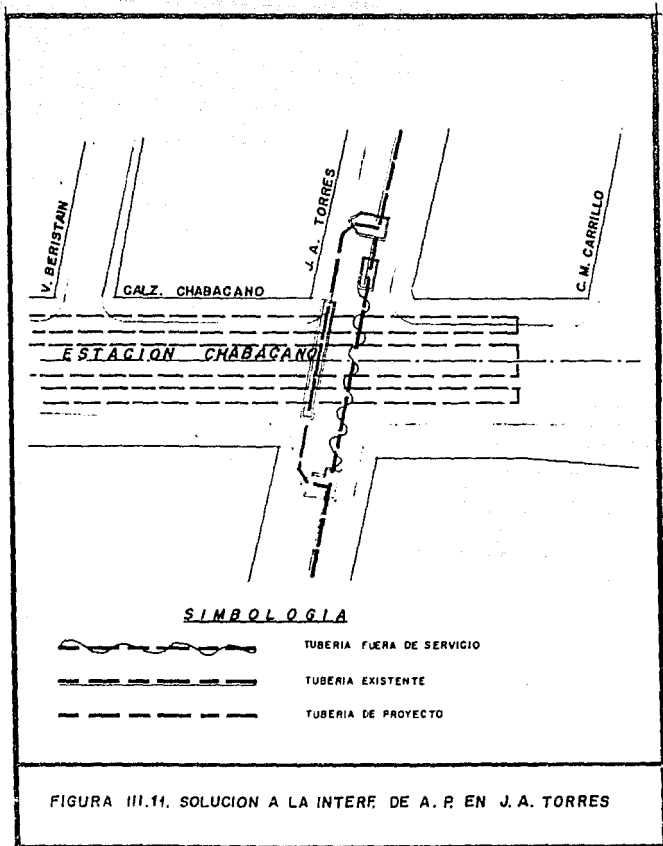 V. BERISTAIN
J. A. TORRES
C. M. CARRILLO
CALZ. CHABACANO
ESTACION CHABACANO
SIMBOLOGIA
TUBERIA FUERA DE SERVICIO
TUBERIA EXISTENTE
TUBERIA DE PROYECTO
FIGURA III.11. SOLUCION A LA INTERF. DE A. P. EN J. A. TORRES